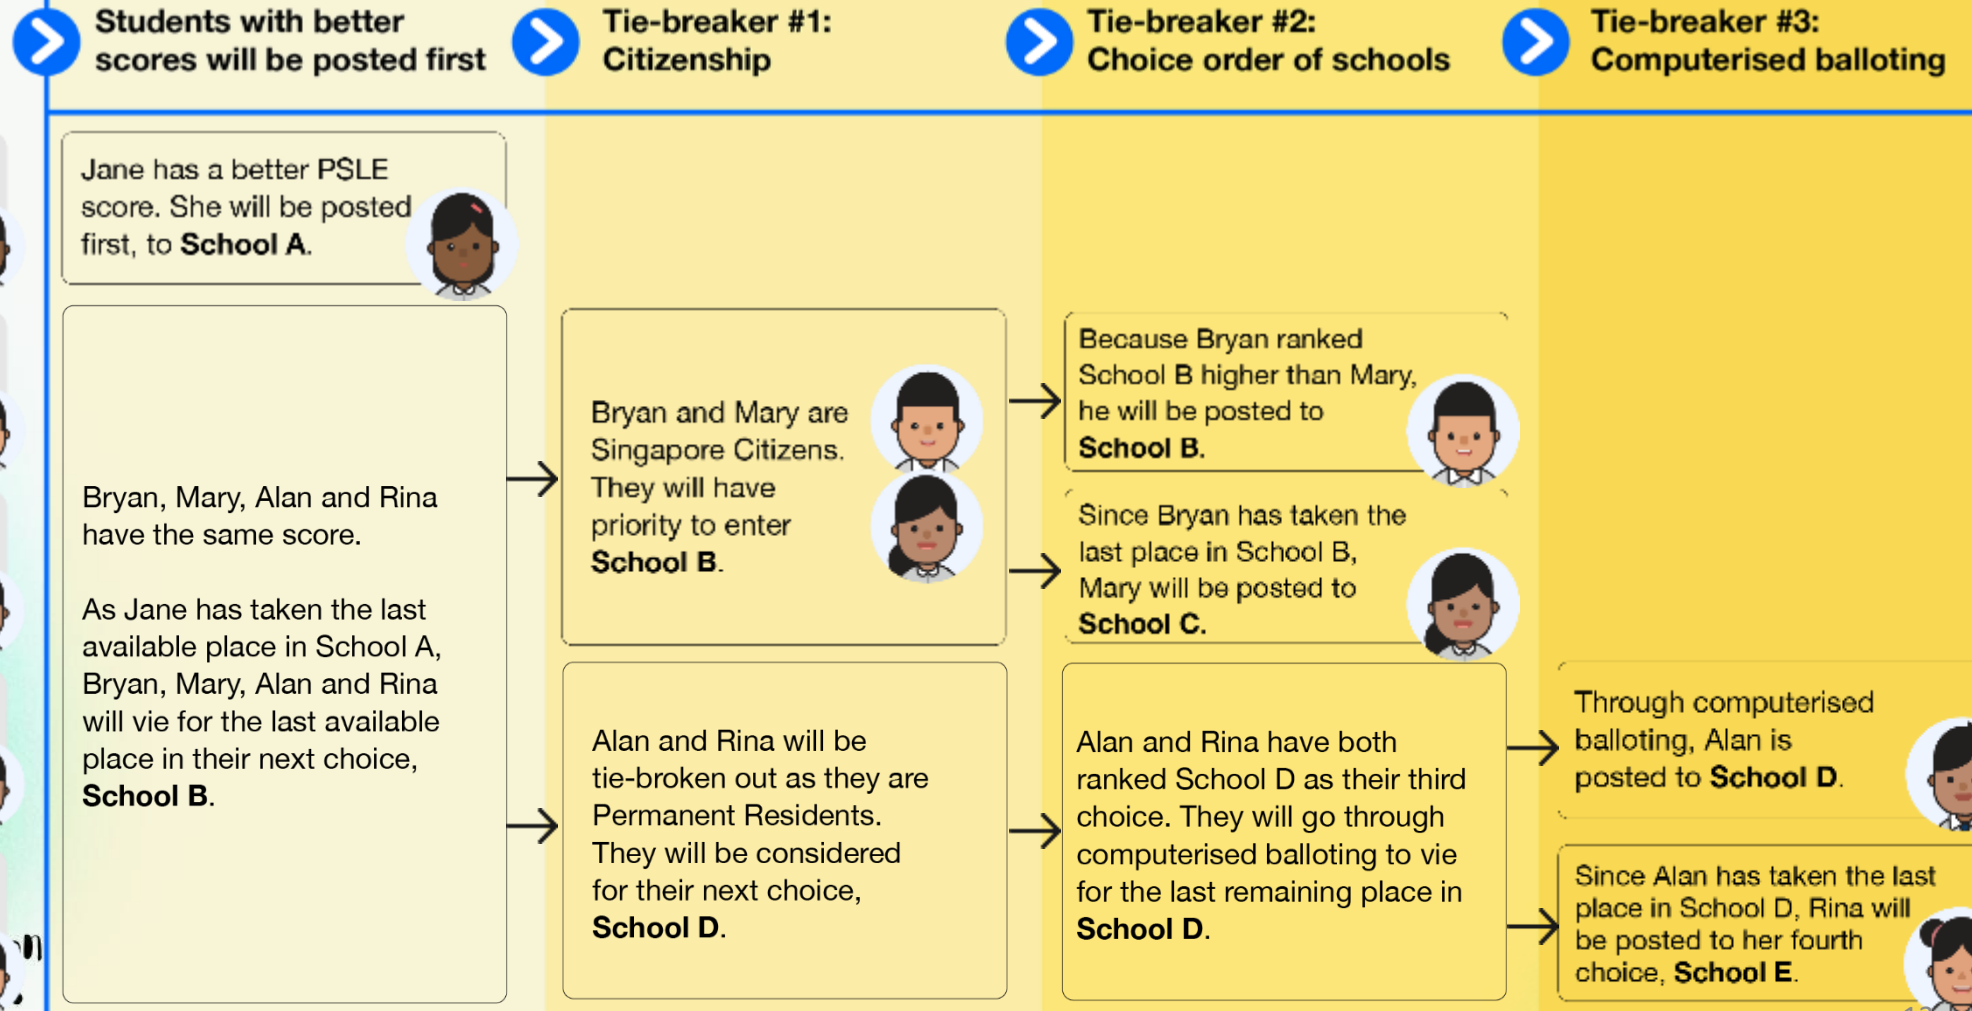 Students with better
scores will be posted first
Tie-breaker #1:
Citizenship
Tie-breaker #2:
Choice order of schools
Tie-breaker #3:
Computerised balloting
Jane has a better PSLE
score. She will be posted
first, to School A.
Bryan, Mary, Alan and Rina
have the same score.
As Jane has taken the last
available place in School A,
Bryan, Mary, Alan and Rina
will vie for the last available
place in their next choice,
School B.
Bryan and Mary are
Singapore Citizens.
They will have
priority to enter
School B.
Alan and Rina will be
tie-broken out as they are
Permanent Residents.
They will be considered
for their next choice,
School D.
Because Bryan ranked
School B higher than Mary,
he will be posted to
School B.
Since Bryan has taken the
last place in School B,
Mary will be posted to
School C.
Alan and Rina have both
ranked School D as their third
choice. They will go through
computerised balloting to vie
for the last remaining place in
School D.
Through computerised
balloting, Alan is
posted to School D.
Since Alan has taken the last
place in School D, Rina will
be posted to her fourth
choice, School E.